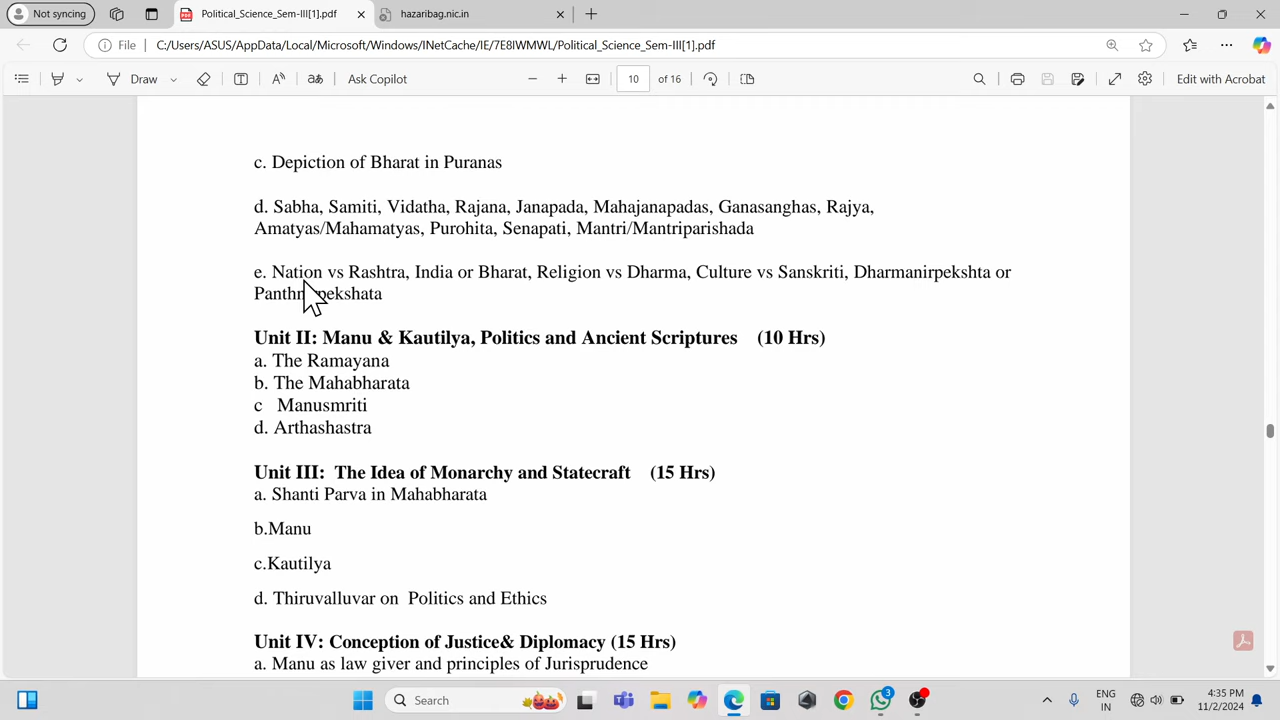 Not syncing
Political_Science_Sem-III[1].pdf
hazaribag.nic.in
File
C:/Users/ASUS/AppData/Local/Microsoft/Windows/INetCache/IE/7E8IWMWL/Political_Science_Sem-III[1].pdf
Draw
Ask Copilot
10 of 16
Edit with Acrobat
c. Depiction of Bharat in Puranas
d. Sabha, Samiti, Vidatha, Rajana, Janapada, Mahajanapadas, Ganasanghas, Rajya,
Amatyas/Mahamatyas, Purohita, Senapati, Mantri/Mantriparishada
e. Nation vs Rashtra, India or Bharat, Religion vs Dharma, Culture vs Sanskriti, Dharmanirpekshta or
Unit II: Manu & Kautilya, Politics and Ancient Scriptures (10 Hrs)
a. The Ramayana
b. The Mahabharata
c Manusmriti
d. Arthashastra
Unit III: The Idea of Monarchy and Statecraft (15 Hrs)
a. Shanti Parva in Mahabharata
b.Manu
c.Kautilya
d. Thiruvalluvar on Politics and Ethics
Unit IV: Conception of Justice& Diplomacy (15 Hrs)
a. Manu as law giver and principles of Jurisprudence
Search
3
ENG
IN
4:35 PM
11/2/2024